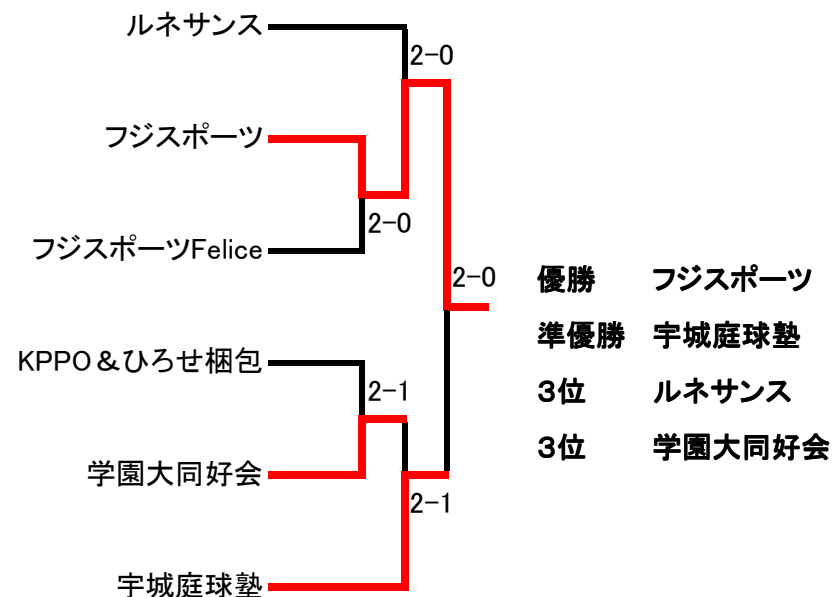 ルネサンス
2-0
フジスポーツ
2-0
フジスポーツFelice
2-0
優勝 フジスポーツ
準優勝 宇城庭球塾
KPPO＆ひろせ梱包
2-1
3位 ルネサンス
3位 学園大同好会
学園大同好会
2-1
宇城庭球塾